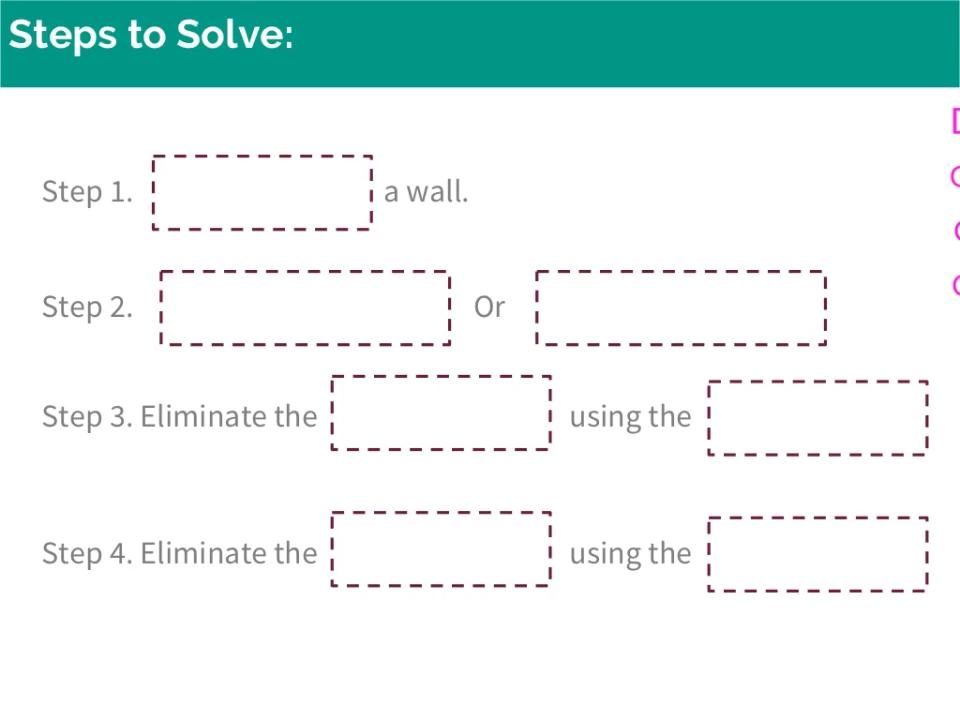 Steps to Solve:
Step 1. a wall.
Step 2. Or
Step 3. Eliminate the using the
Step 4. Eliminate the using the